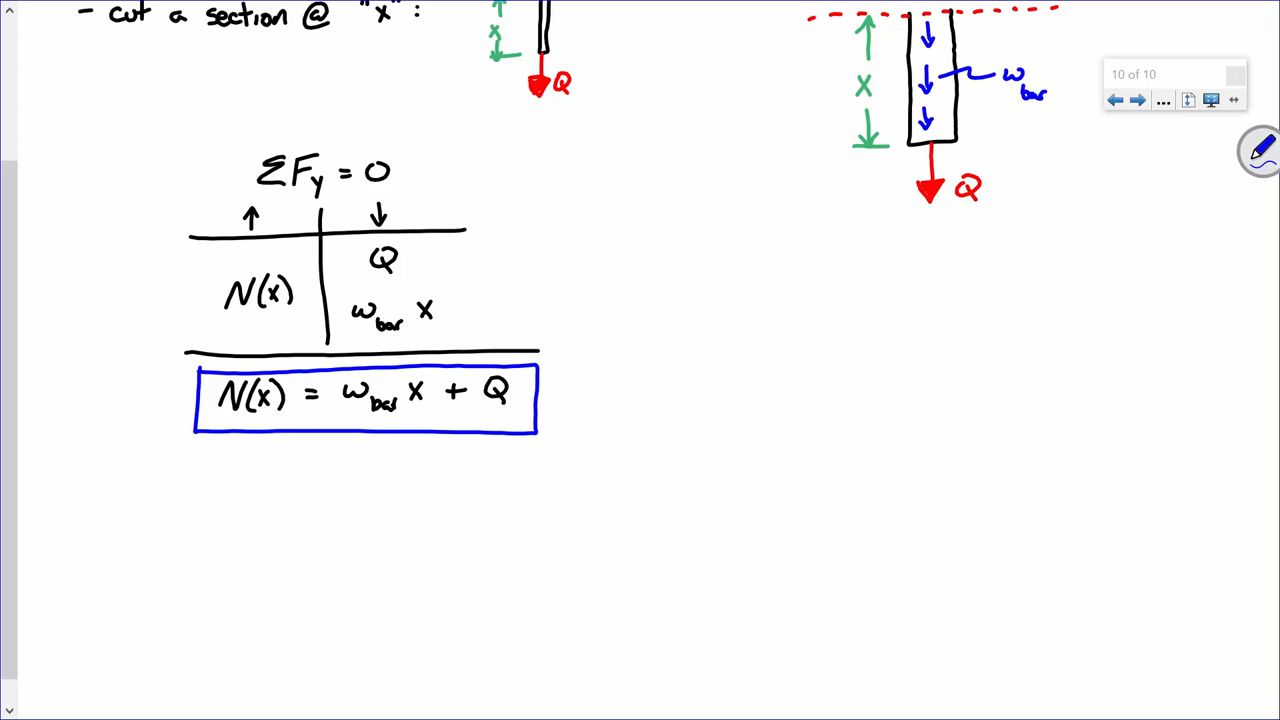 - cut a section @ "x" :
x
Q
x
w bar
Q
10 of 10
ΣFy = 0
↑ ↓
N(x) Q
w bar x
N(x) = w bar x + Q